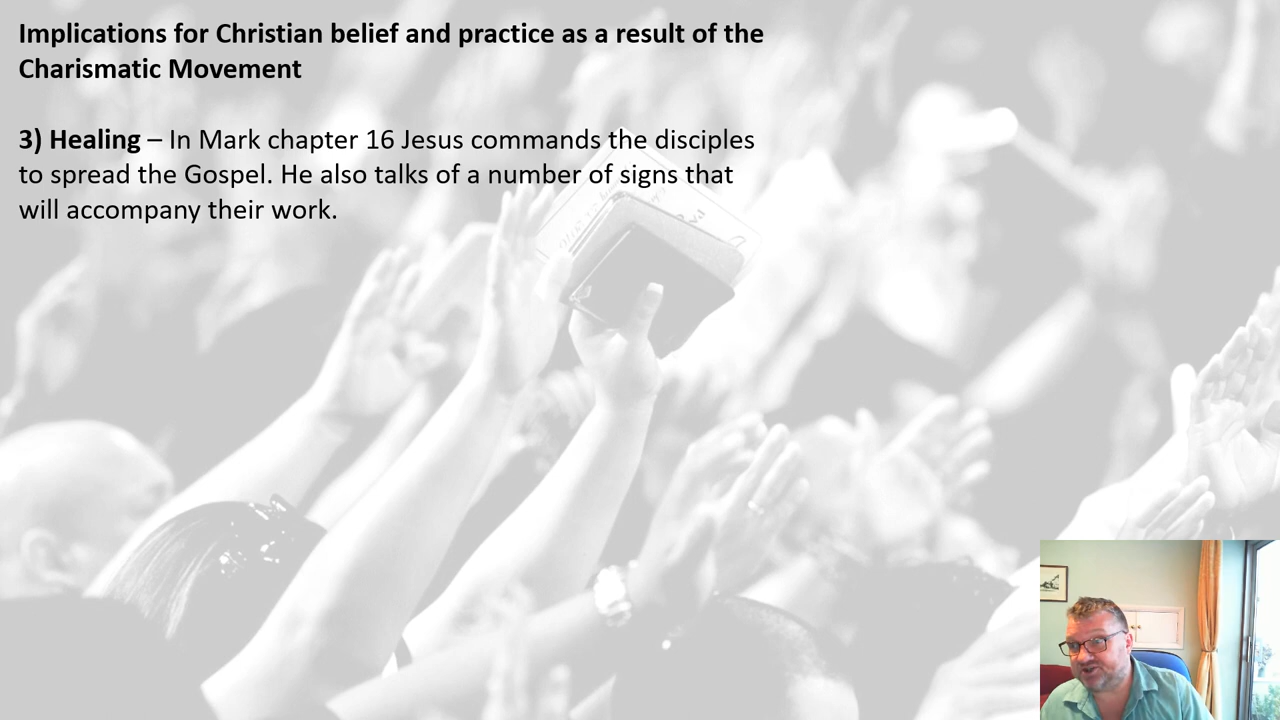 Implications for Christian belief and practice as a result of the
Charismatic Movement
3) Healing – In Mark chapter 16 Jesus commands the disciples
to spread the Gospel. He also talks of a number of signs that
will accompany their work.